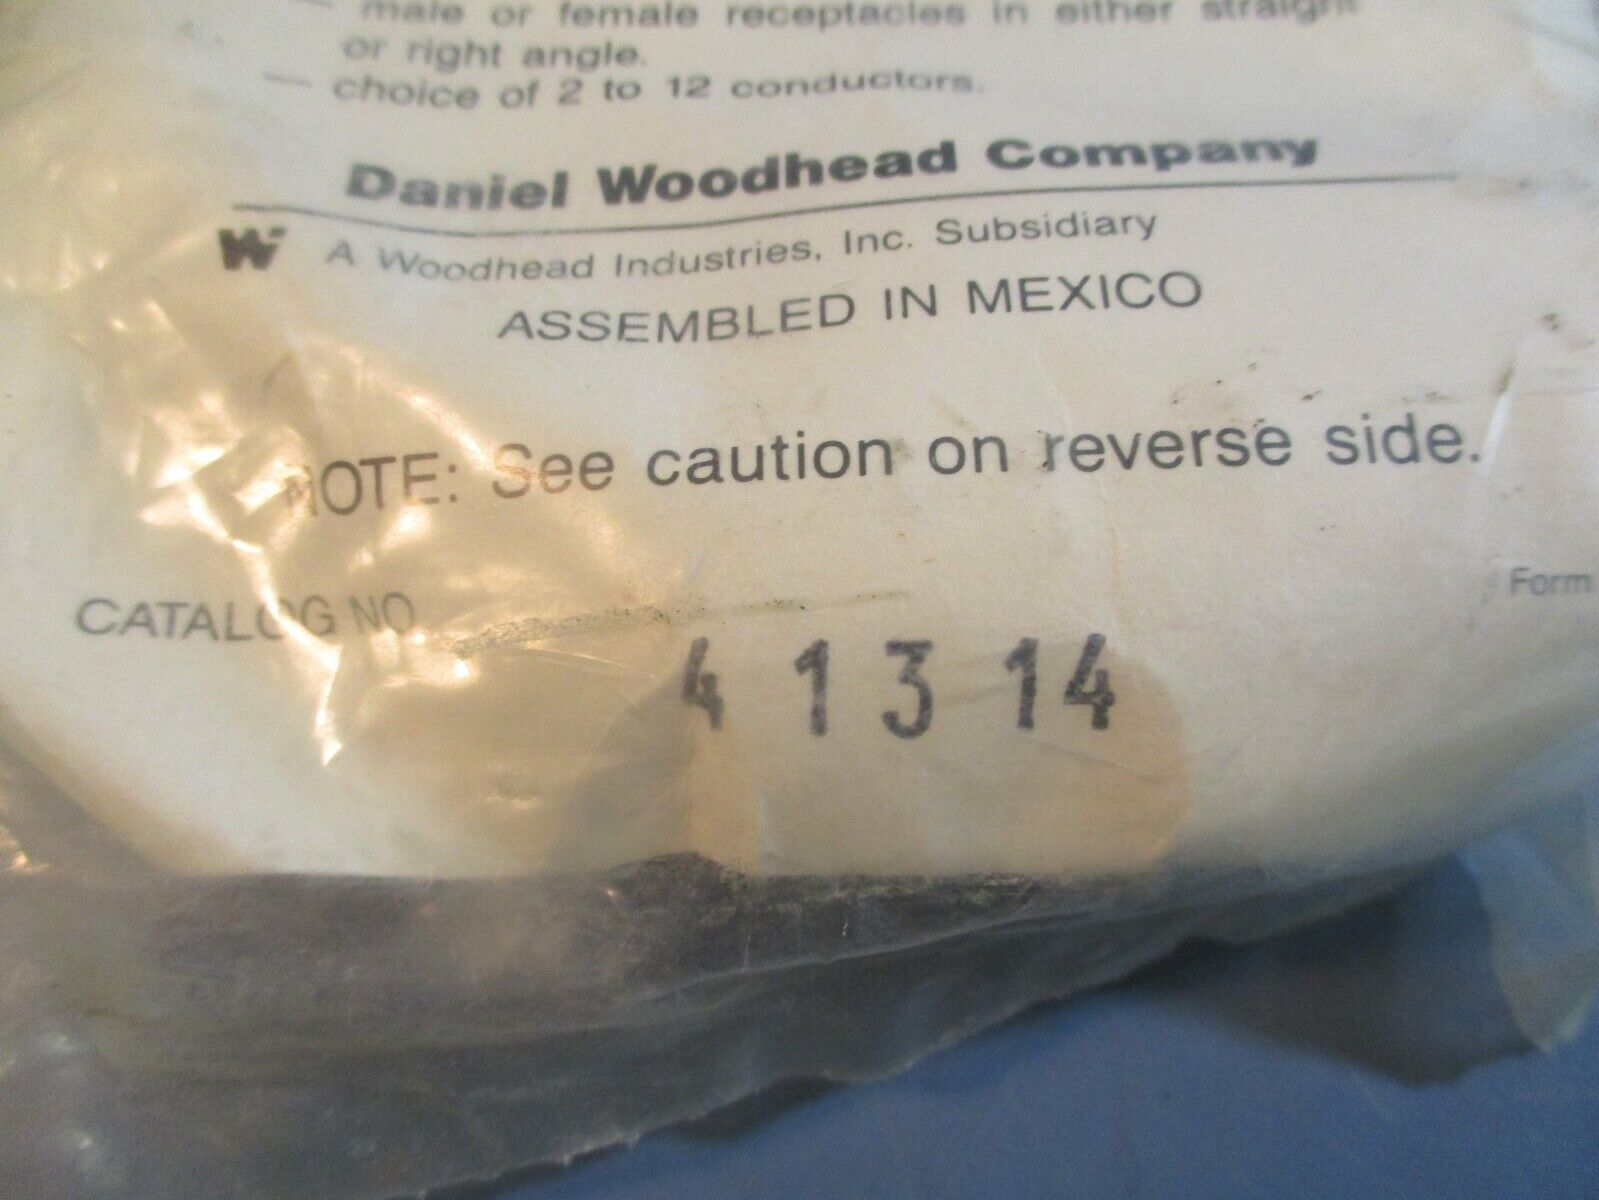 — male or female receptacles in either straight
or right angle.
— choice of 2 to 12 conductors.
Daniel Woodhead Company
W A Woodhead Industries, Inc. Subsidiary
ASSEMBLED IN MEXICO
NOTE: See caution on reverse side.
Form
CATALOG NO.
41314